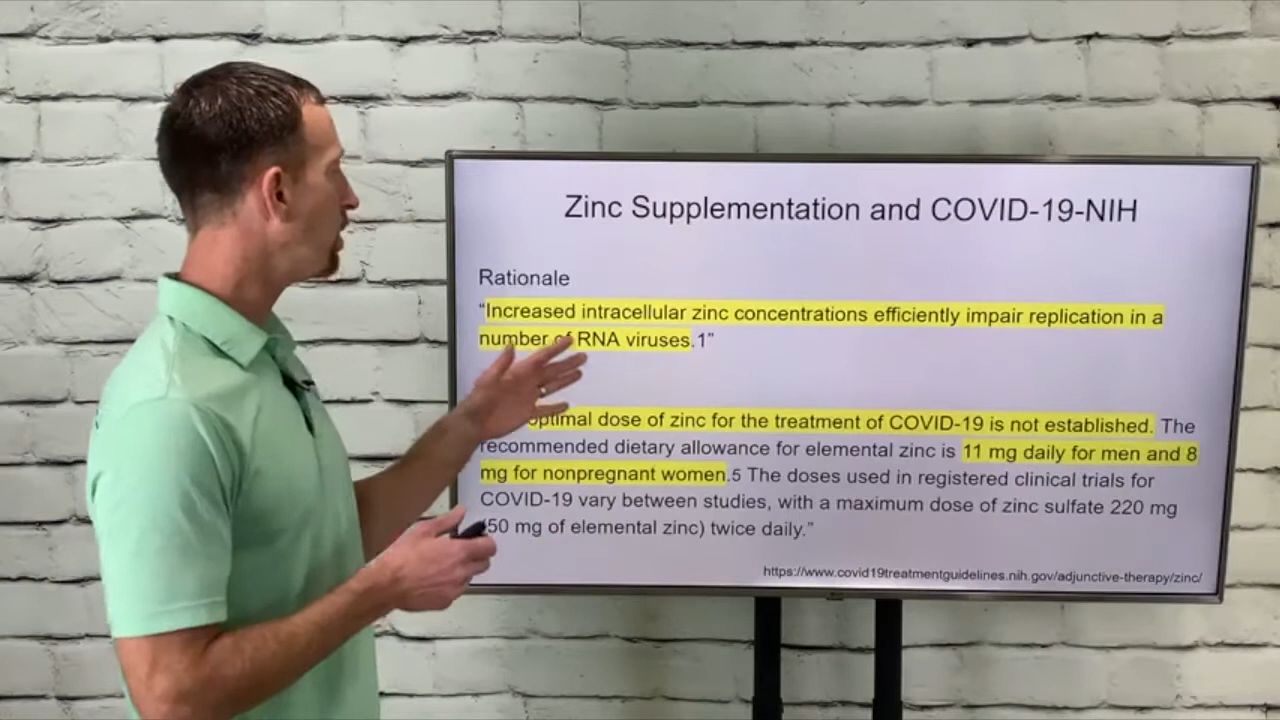 Zinc Supplementation and COVID-19-NIH
Rationale
“Increased intracellular zinc concentrations efficiently impair replication in a
number of RNA viruses.1”
optimal dose of zinc for the treatment of COVID-19 is not established. The
recommended dietary allowance for elemental zinc is 11 mg daily for men and 8
mg for nonpregnant women.5 The doses used in registered clinical trials for
COVID-19 vary between studies, with a maximum dose of zinc sulfate 220 mg
(50 mg of elemental zinc) twice daily.”
https://www.covid19treatmentguidelines.nih.gov/adjunctive-therapy/zinc/